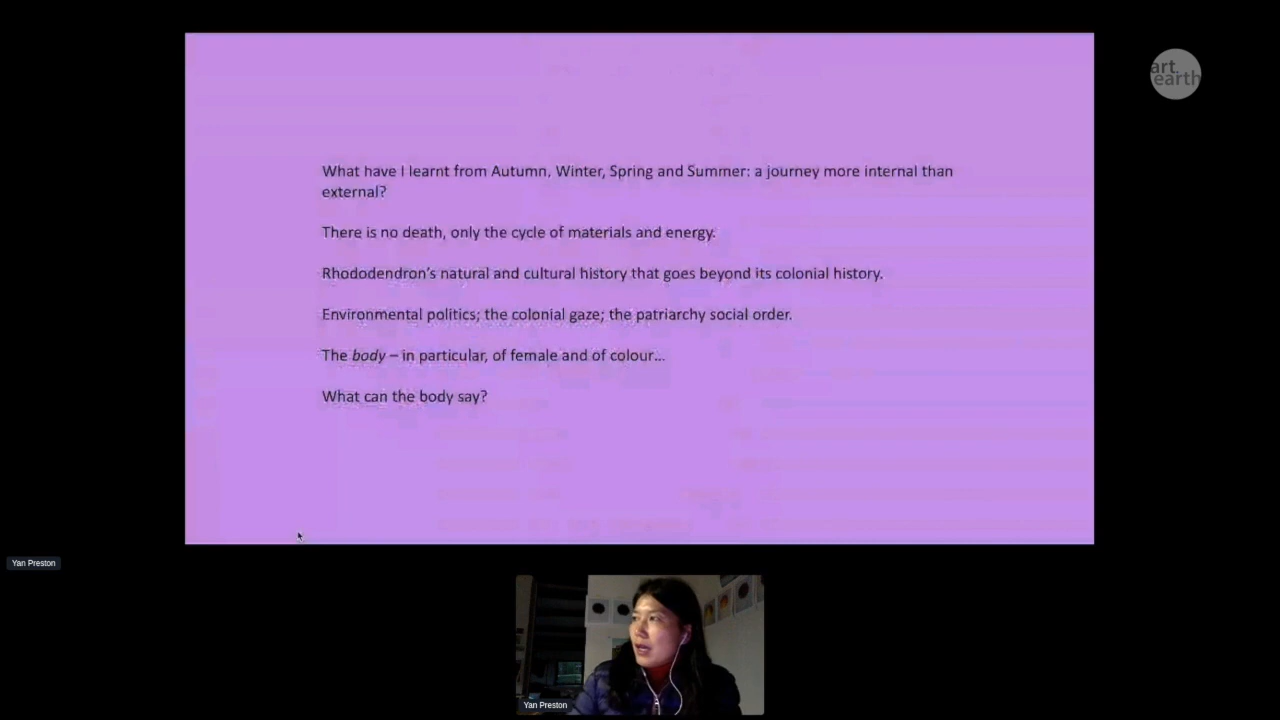 art
earth
What have I learnt from Autumn, Winter, Spring and Summer: a journey more internal than
external?
There is no death, only the cycle of materials and energy.
Rhododendron's natural and cultural history that goes beyond its colonial history.
Environmental politics; the colonial gaze; the patriarchy social order.
The body – in particular, of female and of colour…
What can the body say?
Yan Preston
Yan Preston